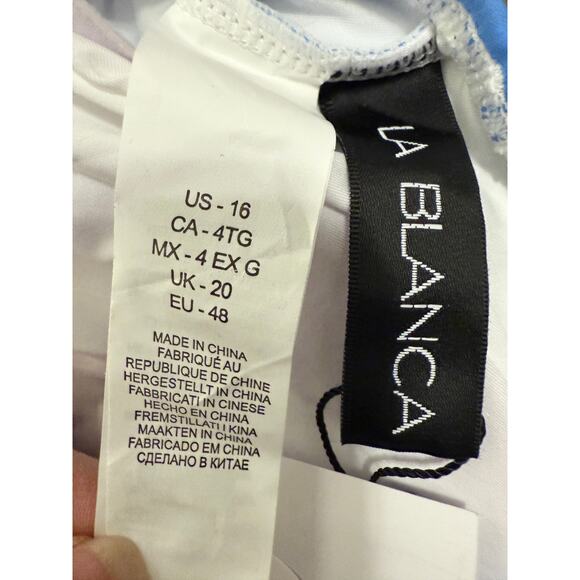 US - 16
CA - 4TG
MX - 4 EX G
UK - 20
EU - 48
MADE IN CHINA
FABRIQUÉ AU
REPUBLIQUE DE CHINE
HERGESTELLT IN CHINA
FABBRICATI IN CINESE
HECHO EN CHINA
FREMSTILLAT I KINA
MAAKTEN IN CHINA
FABRICADO EM CHINA
СДЕЛАНО В КИТАЕ
LA BLANCA